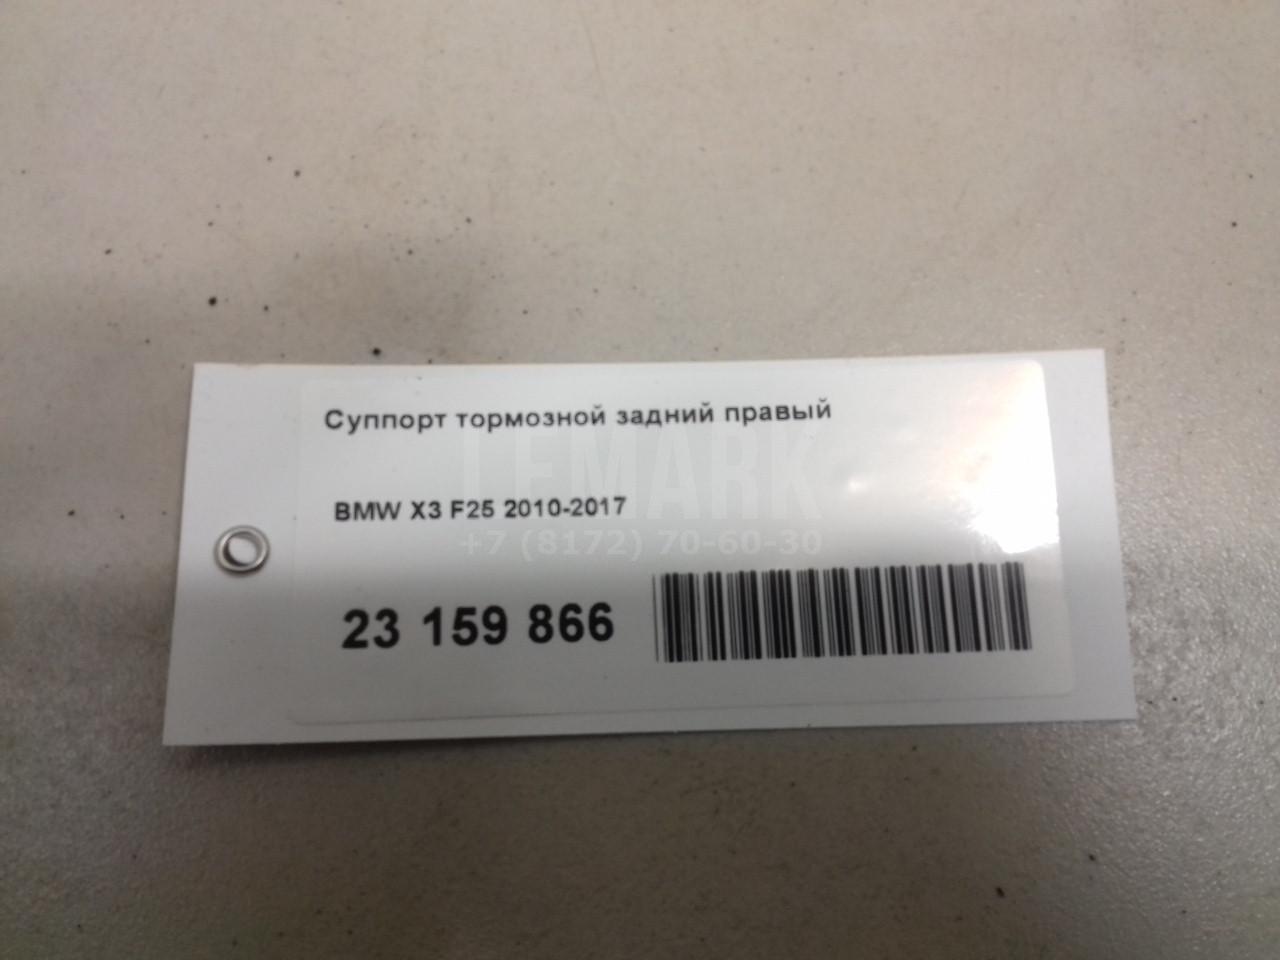 Суппорт тормозной задний правый
LEMARK
BMW X3 F25 2010-2017
+7 (8172) 70-60-30
23 159 866